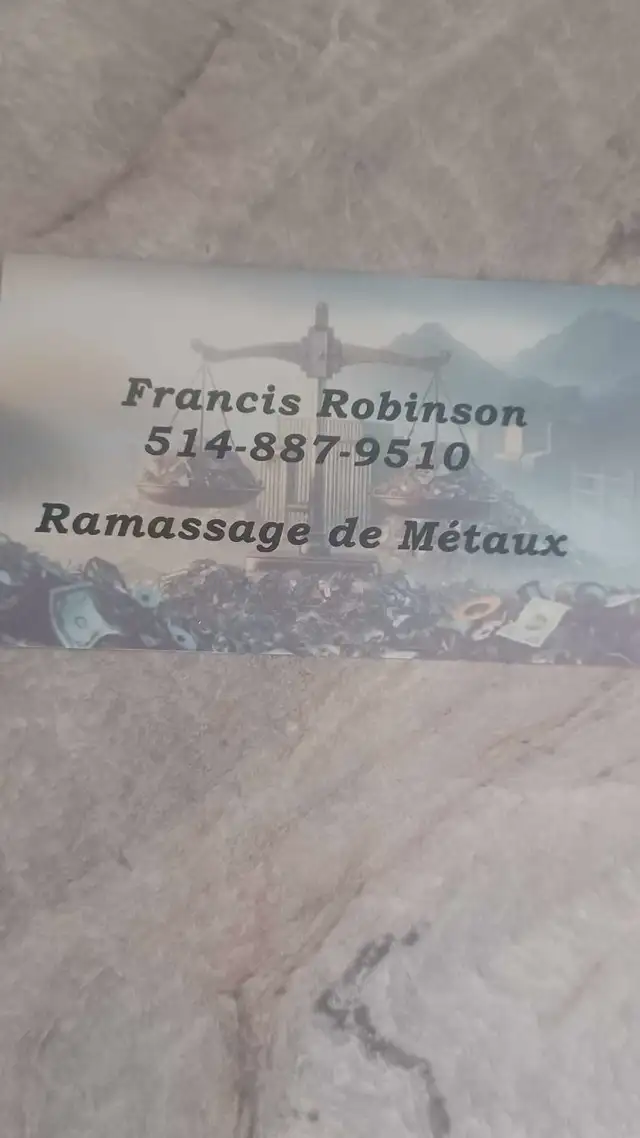 Francis Robinson
514-887-9510
Ramassage de Métaux